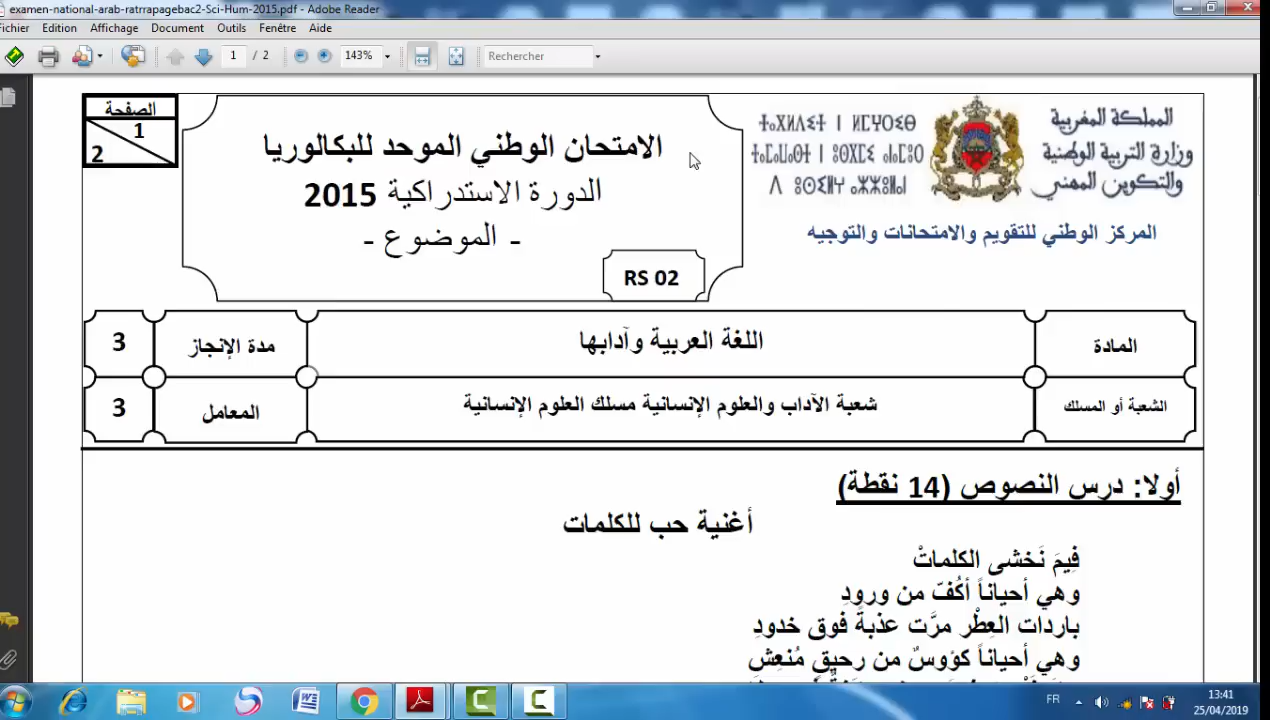 examen-national-arab-ratrrapagebac2-Sci-Hum-2015.pdf - Adobe Reader
Fichier Edition Affichage Document Outils Fenêtre Aide
1 / 2 143% Rechercher
المملكة المغربية
وزارة التربية الوطنية
والتكوين المهني
المركز الوطني للتقويم والامتحانات والتوجيه
الامتحان الوطني الموحد للبكالوريا
الدورة الاستدراكية 2015
- الموضوع -
RS 02
الصفحة
1
2
المادة اللغة العربية وآدابها مدة الإنجاز 3
الشعبة أو المسلك شعبة الآداب والعلوم الإنسانية مسلك العلوم الإنسانية المعامل 3
أولا: درس النصوص (14 نقطة)
أغنية حب للكلمات
فِيمَ نَخشى الكلماتْ
وهي أحياناً أكُفّ من ورودِ
باردات العِطْر مرَّت عذبةً فوق خدودِ
وهي أحياناً كؤوسٌ من رحيقٍ مُنعِشِ
FR 13:41
25/04/2019